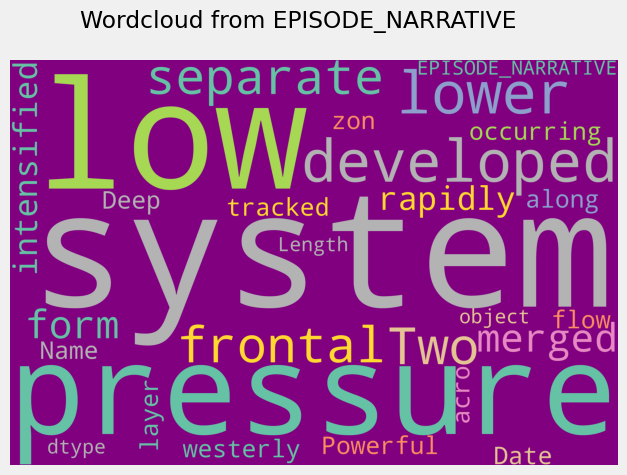 Wordcloud from EPISODE_NARRATIVE
separate
EPISODE_NARRATIVE
low
lower
intensified
zon
occurring
developed
Deep
tracked
rapidly
along
Length
system
form
object
flow
frontal
Two
merged
Name
pressure
acro
layer
dtype
westerly
Powerful
Date